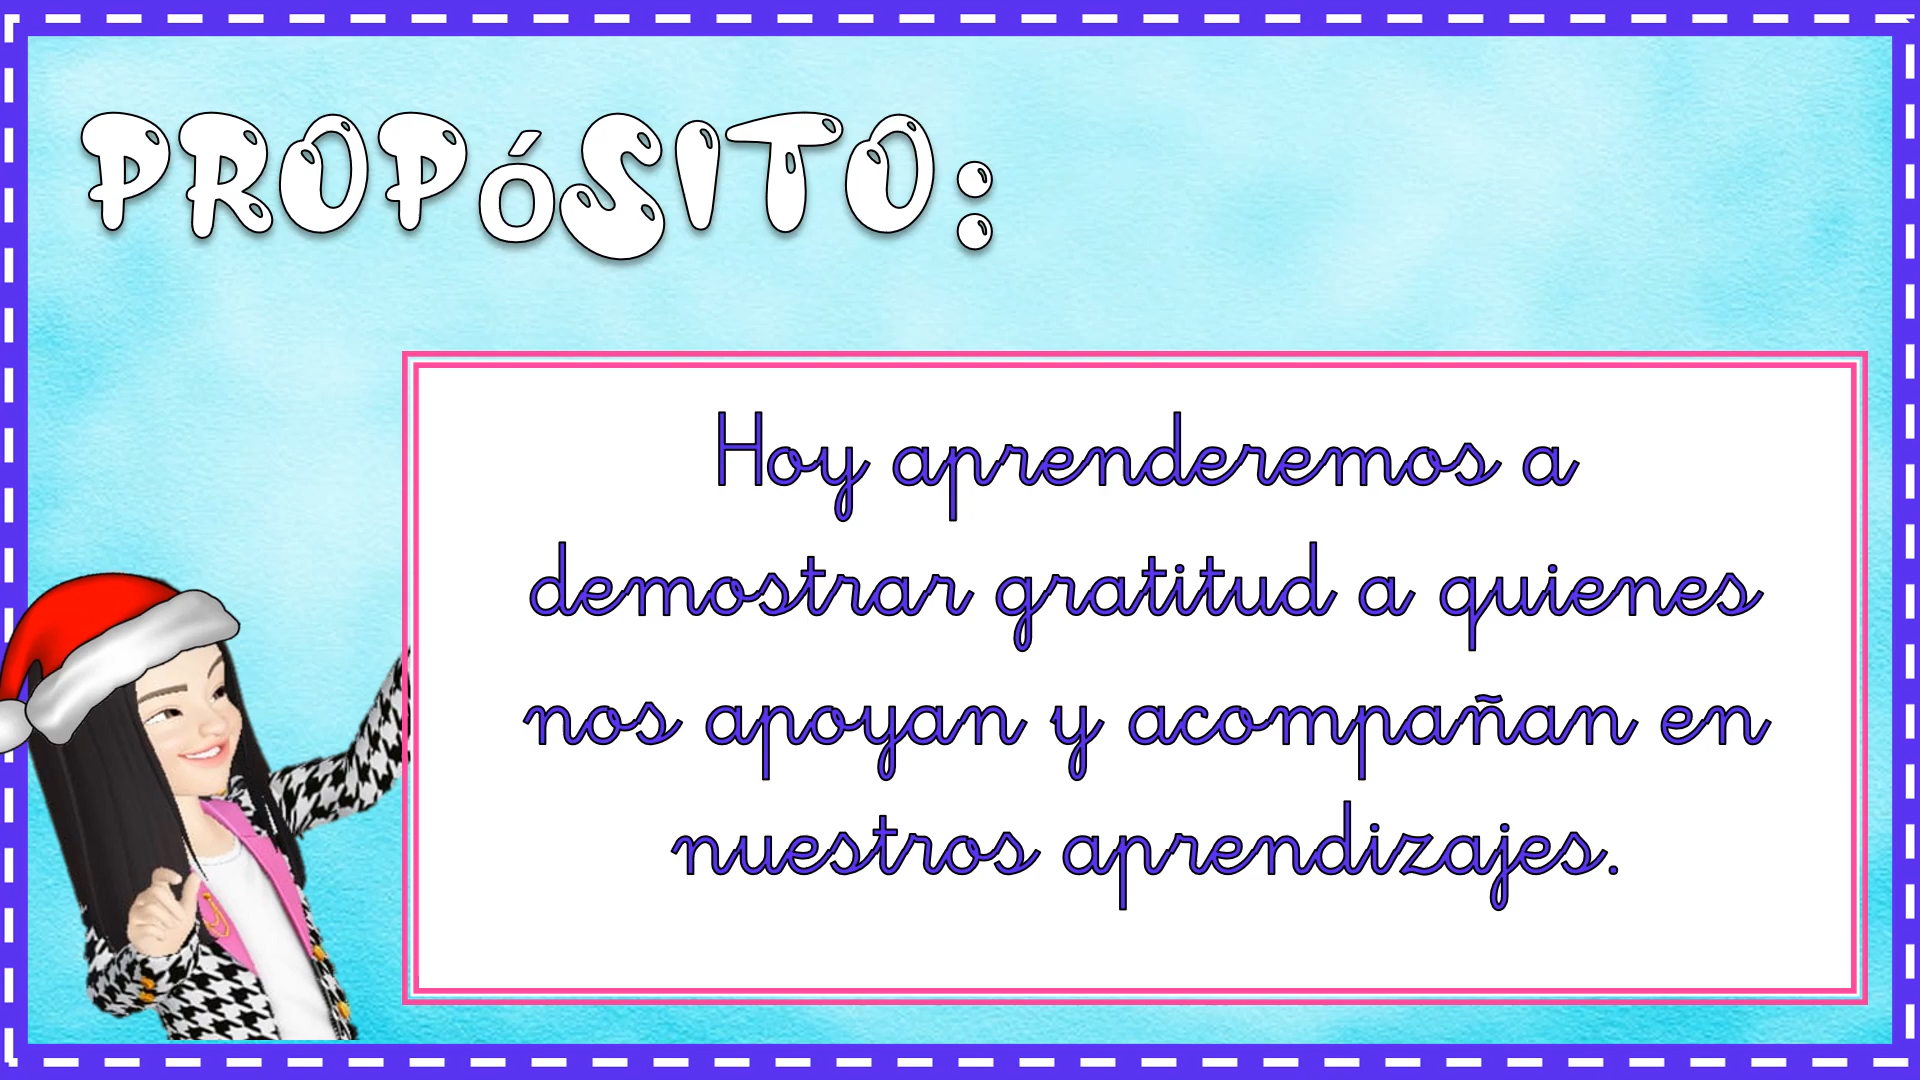 PROPóSITO:
Hoy aprenderemos a
demostrar gratitud a quienes
nos apoyan y acompañan en
nuestros aprendizajes.